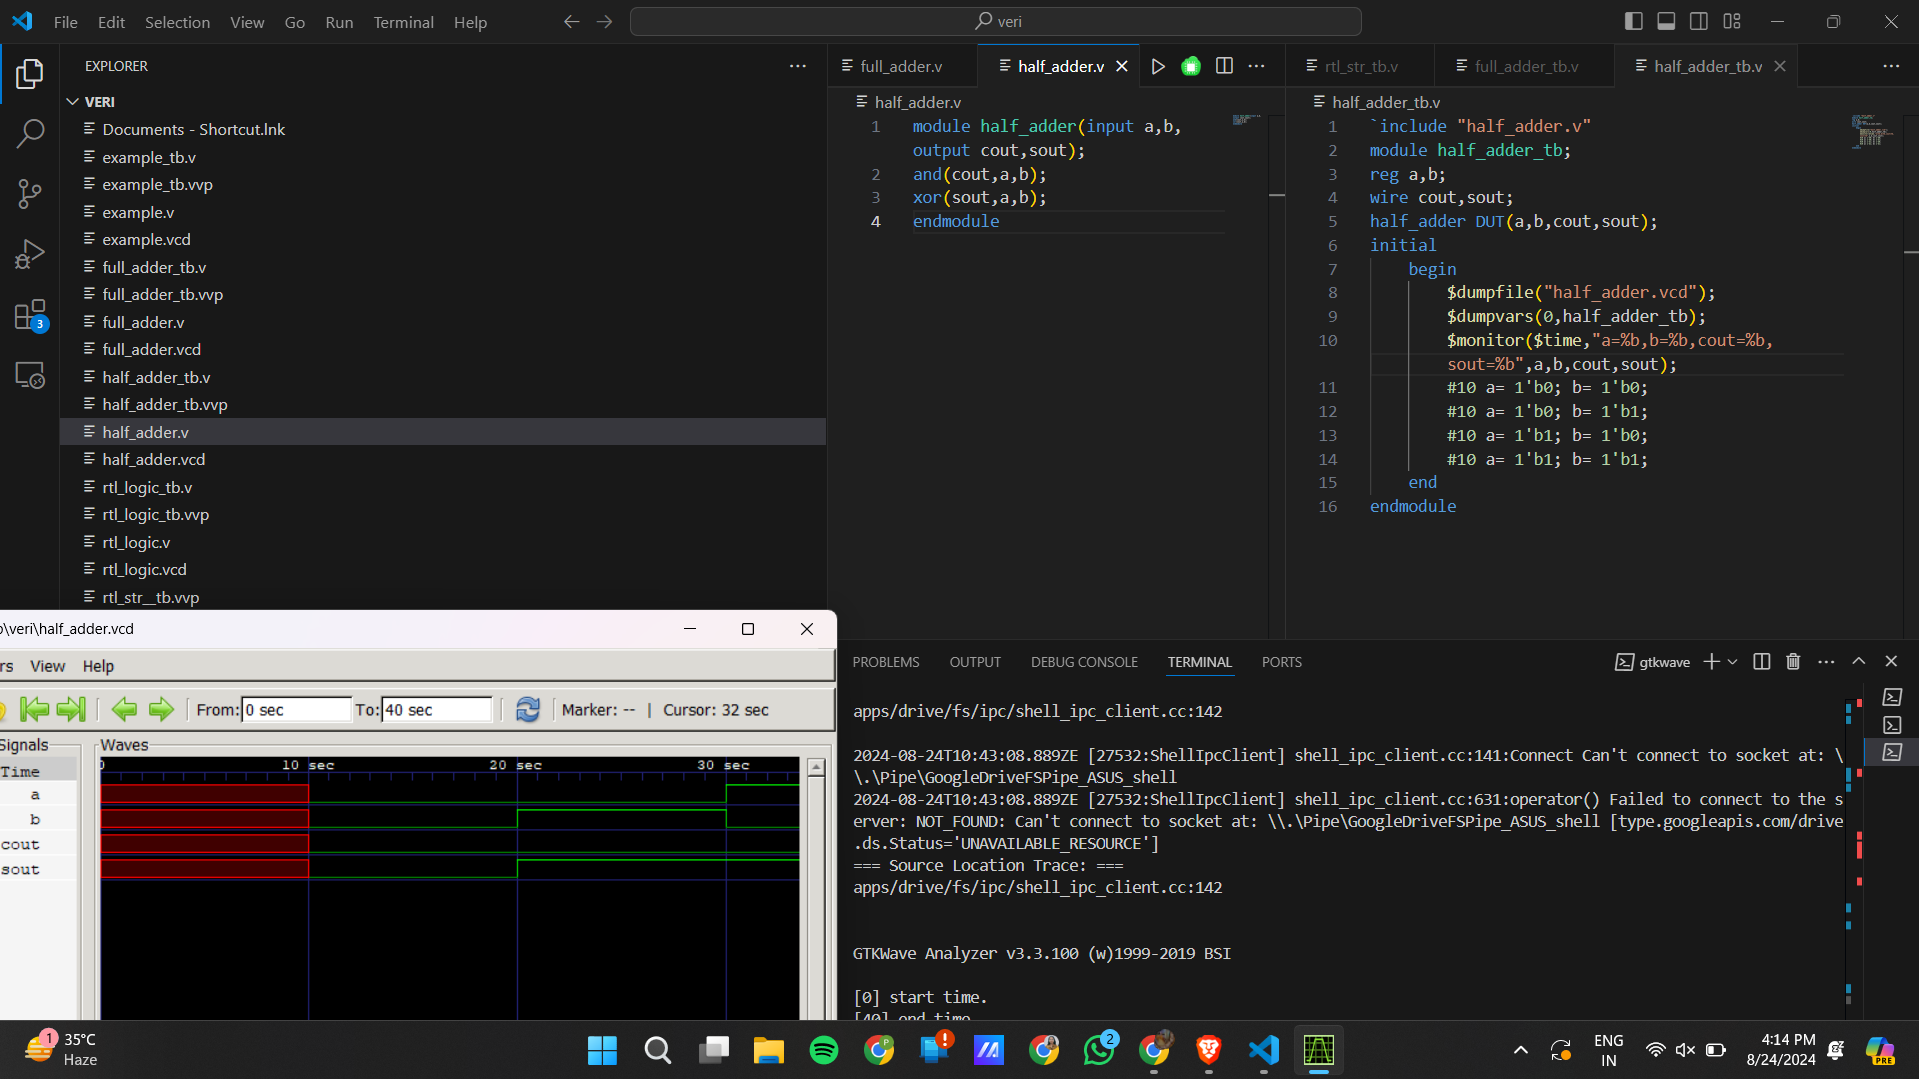 File Edit Selection View Go Run Terminal Help
veri
EXPLORER
VERI
Documents - Shortcut.lnk
example_tb.v
example_tb.vvp
example.v
example.vcd
full_adder_tb.v
full_adder_tb.vvp
full_adder.v
full_adder.vcd
half_adder_tb.v
half_adder_tb.vvp
half_adder.v
half_adder.vcd
rtl_logic_tb.v
rtl_logic_tb.vvp
rtl_logic.v
rtl_logic.vcd
rtl_str__tb.vvp
3
full_adder.v half_adder.v
half_adder.v
1 module half_adder(input a,b,
output cout,sout);
2 and(cout,a,b);
3 xor(sout,a,b);
4 endmodule
rtl_str_tb.v full_adder_tb.v half_adder_tb.v
half_adder_tb.v
1 `include "half_adder.v"
2 module half_adder_tb;
3 reg a,b;
4 wire cout,sout;
5 half_adder DUT(a,b,cout,sout);
6 initial
7 begin
8 $dumpfile("half_adder.vcd");
9 $dumpvars(0,half_adder_tb);
10 $monitor($time,"a=%b,b=%b,cout=%b,
sout=%b",a,b,cout,sout);
11 #10 a= 1'b0; b= 1'b0;
12 #10 a= 1'b0; b= 1'b1;
13 #10 a= 1'b1; b= 1'b0;
14 #10 a= 1'b1; b= 1'b1;
15 end
16 endmodule
\veri\half_adder.vcd
rs View Help
From: 0 sec To: 40 sec Marker: -- | Cursor: 32 sec
Signals Waves
Time 0 10 sec 20 sec 30 sec
a
b
cout
sout
PROBLEMS OUTPUT DEBUG CONSOLE TERMINAL PORTS gtkwave
apps/drive/fs/ipc/shell_ipc_client.cc:142
2024-08-24T10:43:08.889ZE [27532:ShellIpcClient] shell_ipc_client.cc:141:Connect Can't connect to socket at: \
\.\Pipe\GoogleDriveFSPipe_ASUS_shell
2024-08-24T10:43:08.889ZE [27532:ShellIpcClient] shell_ipc_client.cc:631:operator() Failed to connect to the s
erver: NOT_FOUND: Can't connect to socket at: \\.\Pipe\GoogleDriveFSPipe_ASUS_shell [type.googleapis.com/drive
.ds.Status='UNAVAILABLE_RESOURCE']
=== Source Location Trace: ===
apps/drive/fs/ipc/shell_ipc_client.cc:142
GTKWave Analyzer v3.3.100 (w)1999-2019 BSI
[0] start time.
[40] end time.
1
35°C
Haze
P
2
ENG
IN
4:14 PM
8/24/2024
PRE